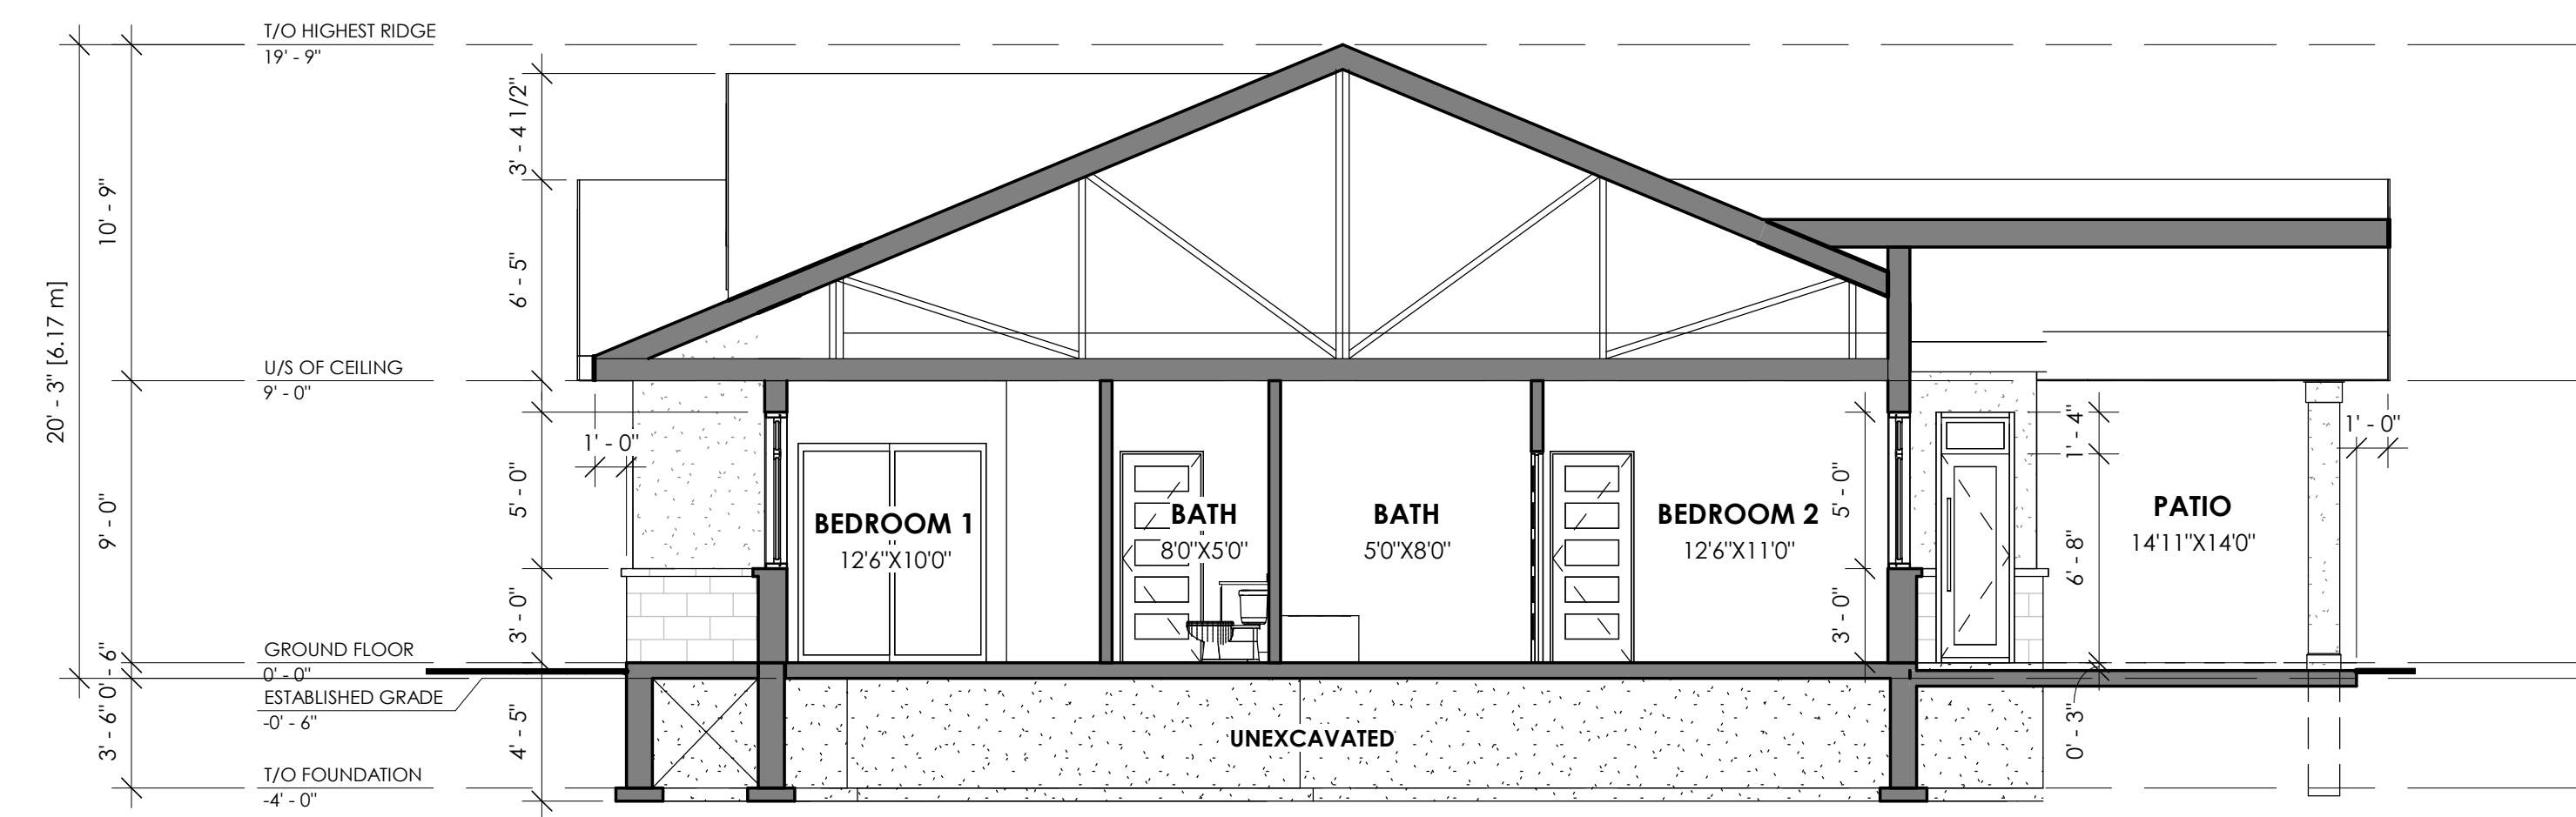 T/O HIGHEST RIDGE
19' - 9"
3' - 4 1/2"
10' - 9"
6' - 5"
20' - 3" [6.17 m]
U/S OF CEILING
9' - 0"
1' - 0"
1' - 4"
1' - 0"
9' - 0"
5' - 0"
BEDROOM 1
12'6"X10'0"
BATH
8'0"X5'0"
BATH
5'0"X8'0"
BEDROOM 2
12'6"X11'0"
5' - 0"
6' - 8"
PATIO
14'11"X14'0"
3' - 0"
3' - 0"
GROUND FLOOR
0' - 0"
0' - 6"
ESTABLISHED GRADE
-0' - 6"
3' - 6"
4' - 5"
UNEXCAVATED
0' - 3"
T/O FOUNDATION
-4' - 0"